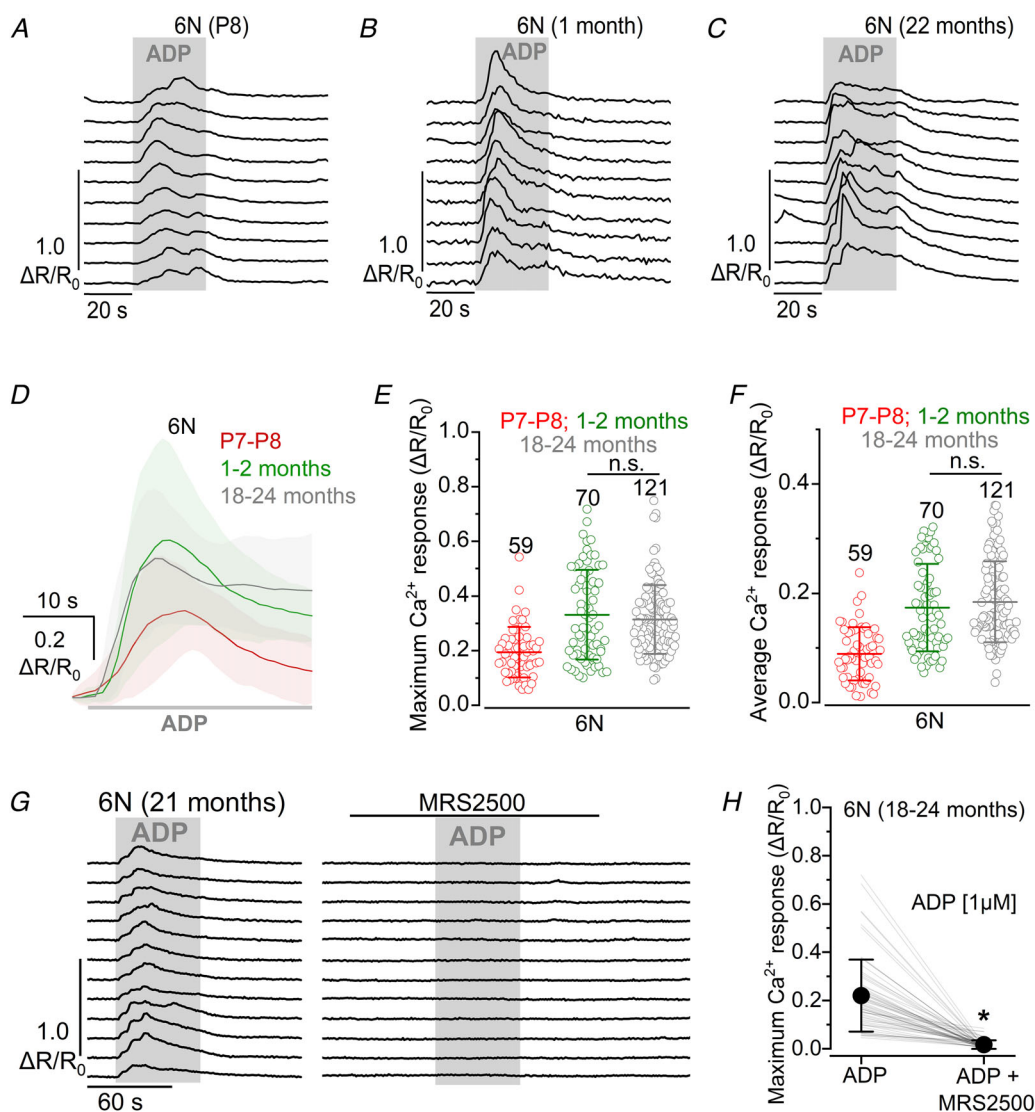 A
6N (P8)
ADP
1.0
ΔR/R0
20 s
B
6N (1 month)
ADP
1.0
ΔR/R0
20 s
C
6N (22 months)
ADP
1.0
ΔR/R0
20 s
D
6N
P7-P8
1-2 months
18-24 months
10 s
0.2
ΔR/R0
ADP
E
P7-P8; 1-2 months
18-24 months
n.s.
Maximum Ca2+ response (ΔR/R0)
1.0
0.8
0.6
0.4
0.2
0.0
59
70
121
6N
F
P7-P8; 1-2 months
18-24 months
n.s.
Average Ca2+ response (ΔR/R0)
0.4
0.2
0.0
59
70
121
6N
G
6N (21 months)
ADP
MRS2500
ADP
1.0
ΔR/R0
60 s
H
6N (18-24 months)
Maximum Ca2+ response (ΔR/R0)
1.0
0.8
0.6
0.4
0.2
0.0
ADP [1μM]
*
ADP
ADP +
MRS2500